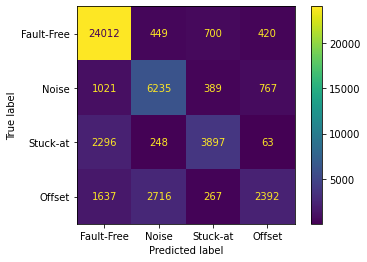 Fault-Free 24012 449 700 420
20000
Noise 1021 6235 389 767
15000
True label
10000
Stuck-at 2296 248 3897 63
5000
Offset 1637 2716 267 2392
Fault-Free Noise Stuck-at Offset
Predicted label